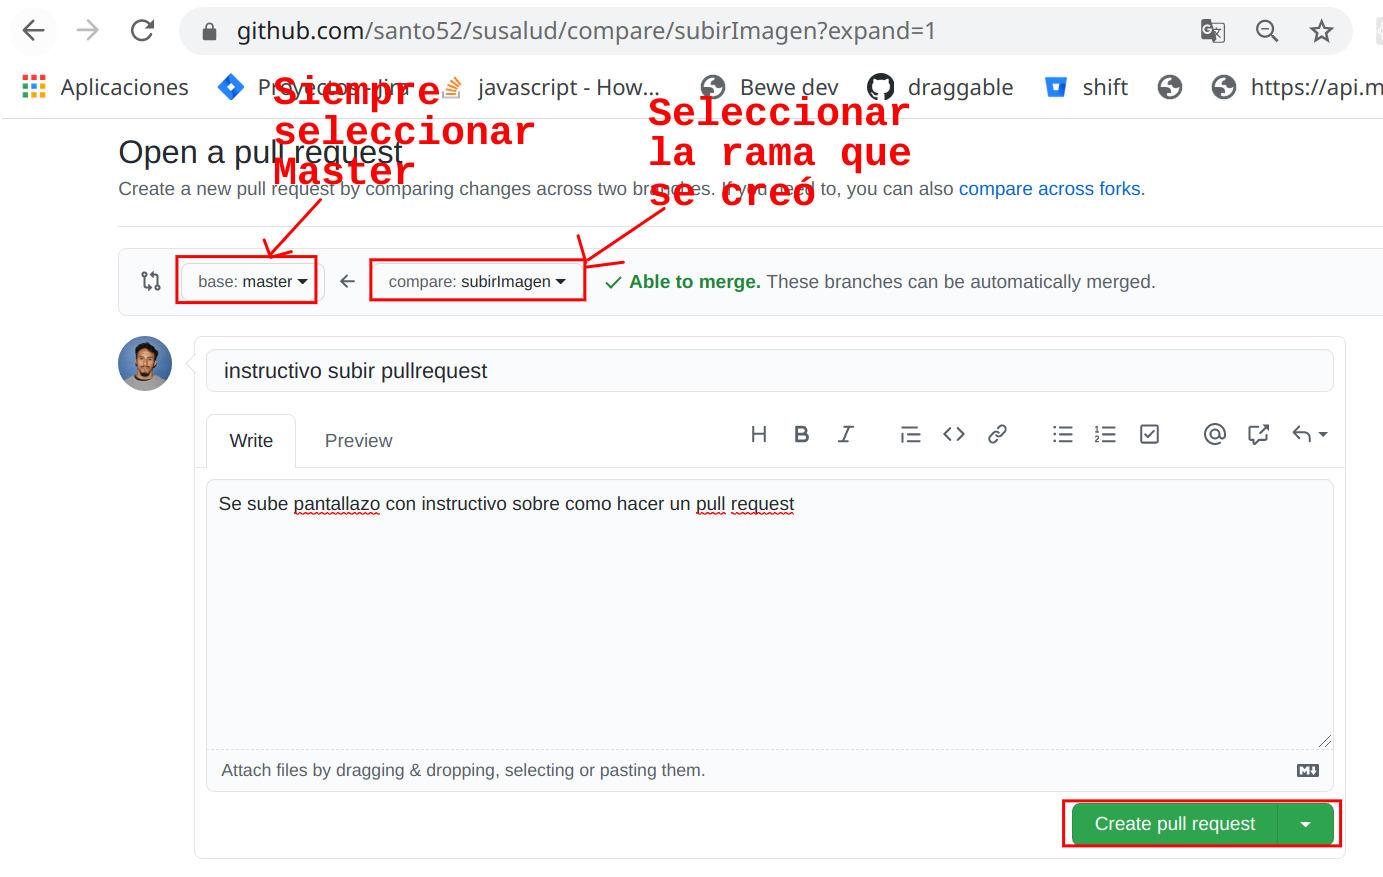 github.com/santo52/susalud/compare/subirImagen?expand=1
Aplicaciones Proyectos - Jira javascript - How... Bewe dev draggable shift https://api.m
Siempre
seleccionar
Master
Seleccionar
la rama que
se creó
Open a pull request
Create a new pull request by comparing changes across two branches. If you need to, you can also compare across forks.
base: master compare: subirImagen Able to merge. These branches can be automatically merged.
instructivo subir pullrequest
Write Preview
Se sube pantallazo con instructivo sobre como hacer un pull request
Attach files by dragging & dropping, selecting or pasting them.
Create pull request